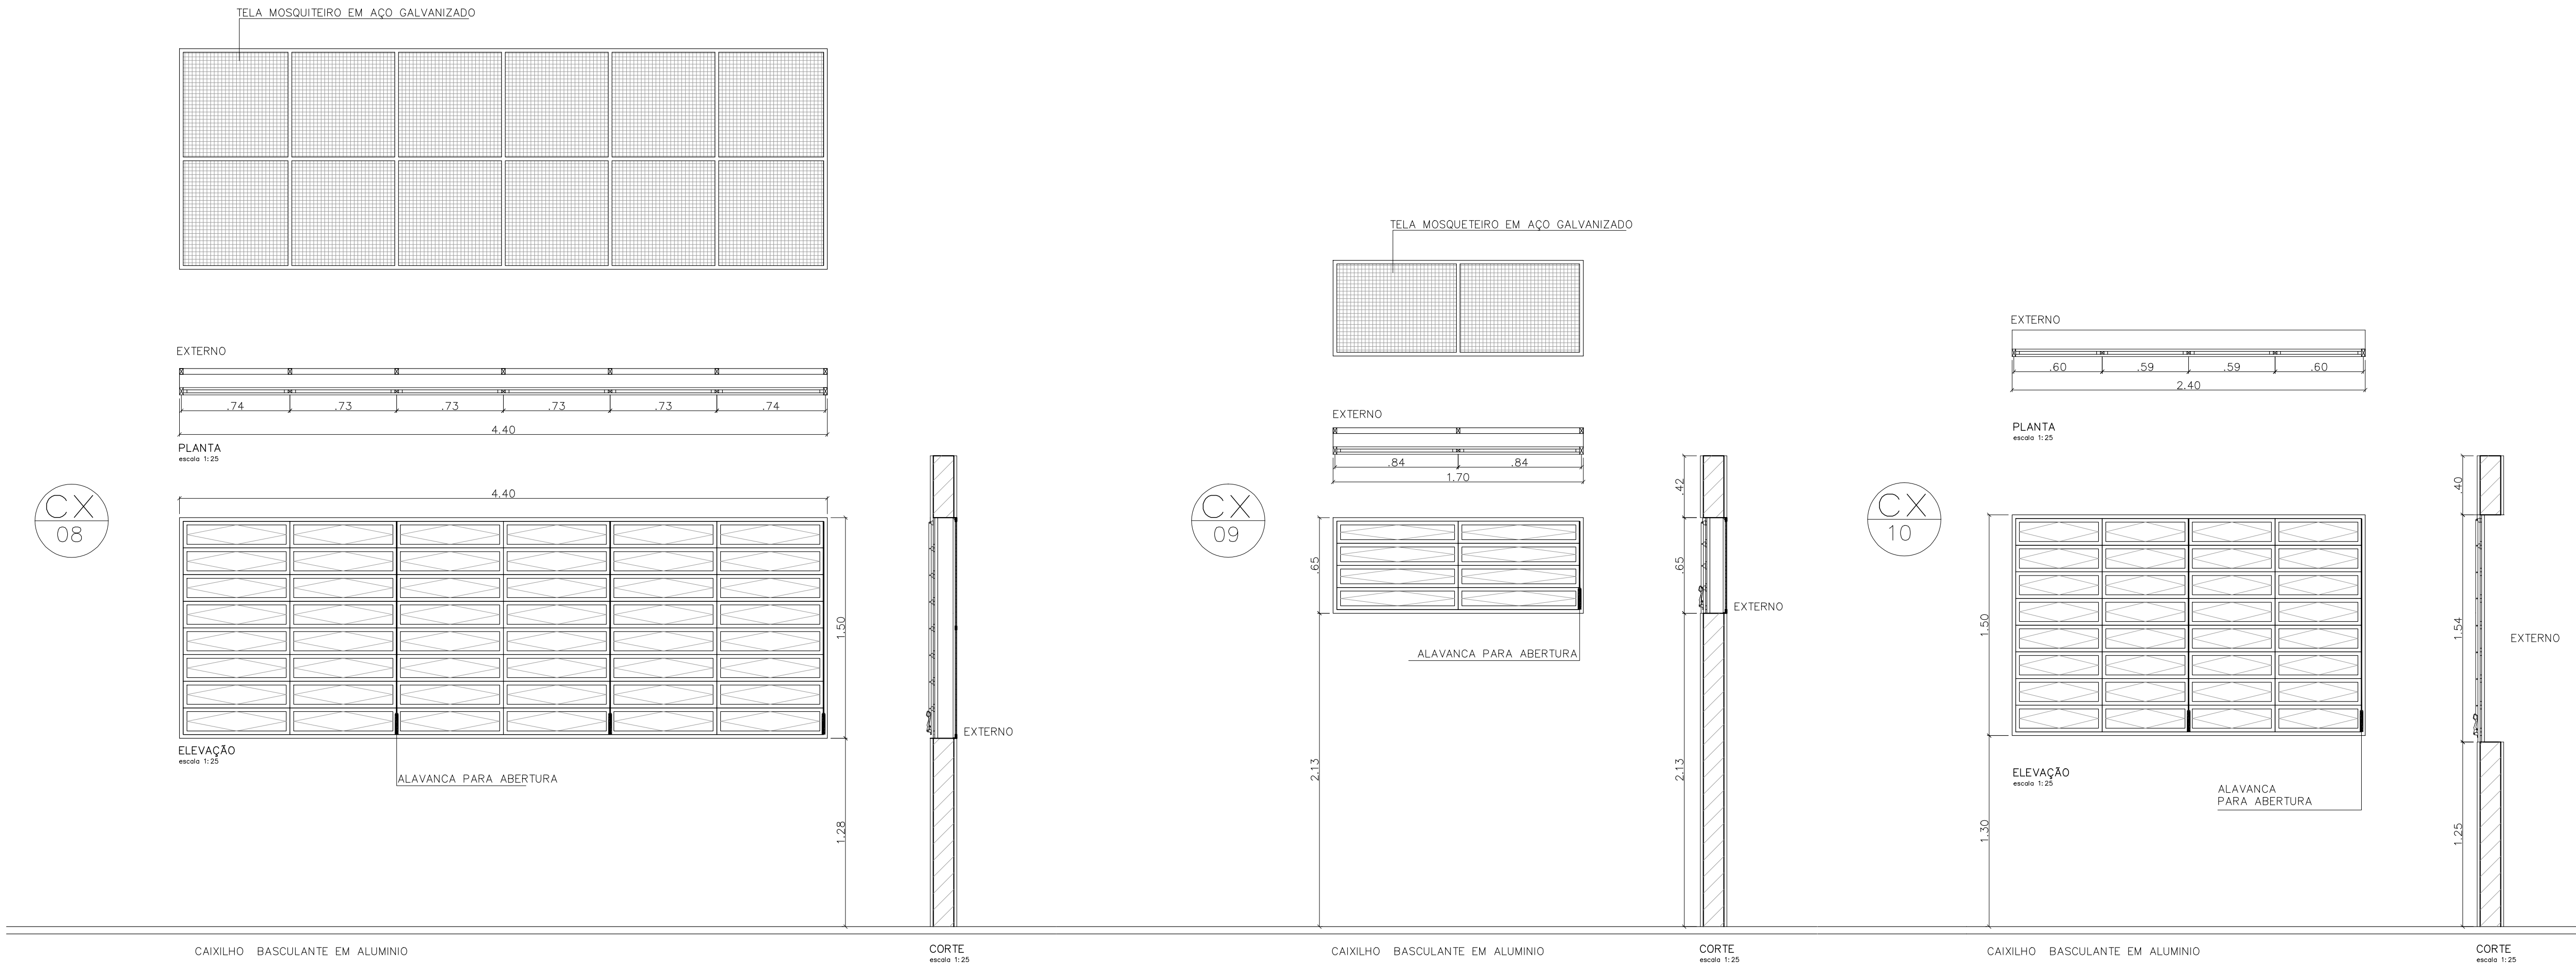 TELA MOSQUITEIRO EM AÇO GALVANIZADO
EXTERNO
.74 .73 .73 .73 .73 .74
4.40
PLANTA
escala 1:25
CX
08
4.40
1.50
1.28
ELEVAÇÃO
escala 1:25
ALAVANCA PARA ABERTURA
EXTERNO
CAIXILHO BASCULANTE EM ALUMINIO
CORTE
escala 1:25
TELA MOSQUETEIRO EM AÇO GALVANIZADO
EXTERNO
.84 .84
1.70
CX
09
.65
2.13
ALAVANCA PARA ABERTURA
.42
.65
2.13
EXTERNO
CAIXILHO BASCULANTE EM ALUMINIO
CORTE
escala 1:25
EXTERNO
.60 .59 .59 .60
2.40
PLANTA
escala 1:25
CX
10
1.50
1.30
ELEVAÇÃO
escala 1:25
ALAVANCA
PARA ABERTURA
.40
1.54
1.25
EXTERNO
CAIXILHO BASCULANTE EM ALUMINIO
CORTE
escala 1:25